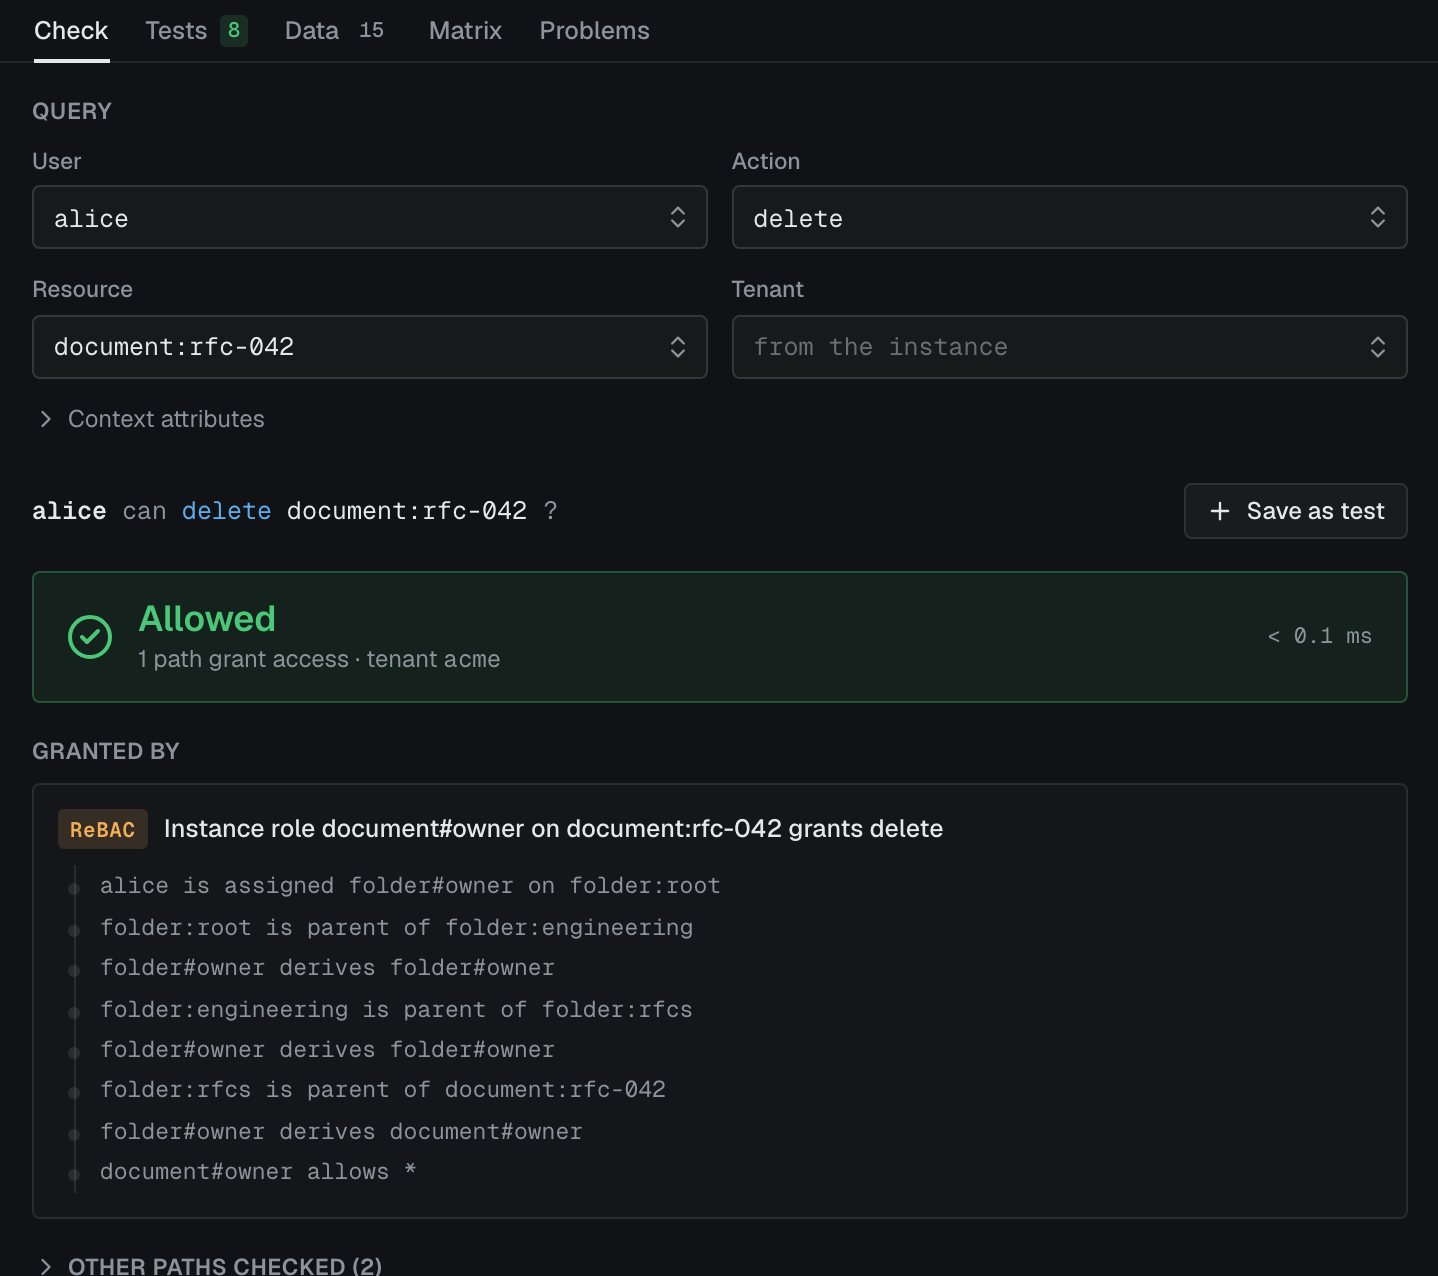 Check Tests 8 Data 15 Matrix Problems
QUERY
User Action
alice delete
Resource Tenant
document:rfc-042 from the instance
Context attributes
alice can delete document:rfc-042 ?
Save as test
Allowed
1 path grant access · tenant acme
< 0.1 ms
GRANTED BY
ReBAC Instance role document#owner on document:rfc-042 grants delete
alice is assigned folder#owner on folder:root
folder:root is parent of folder:engineering
folder#owner derives folder#owner
folder:engineering is parent of folder:rfcs
folder#owner derives folder#owner
folder:rfcs is parent of document:rfc-042
folder#owner derives document#owner
document#owner allows *
OTHER PATHS CHECKED (2)